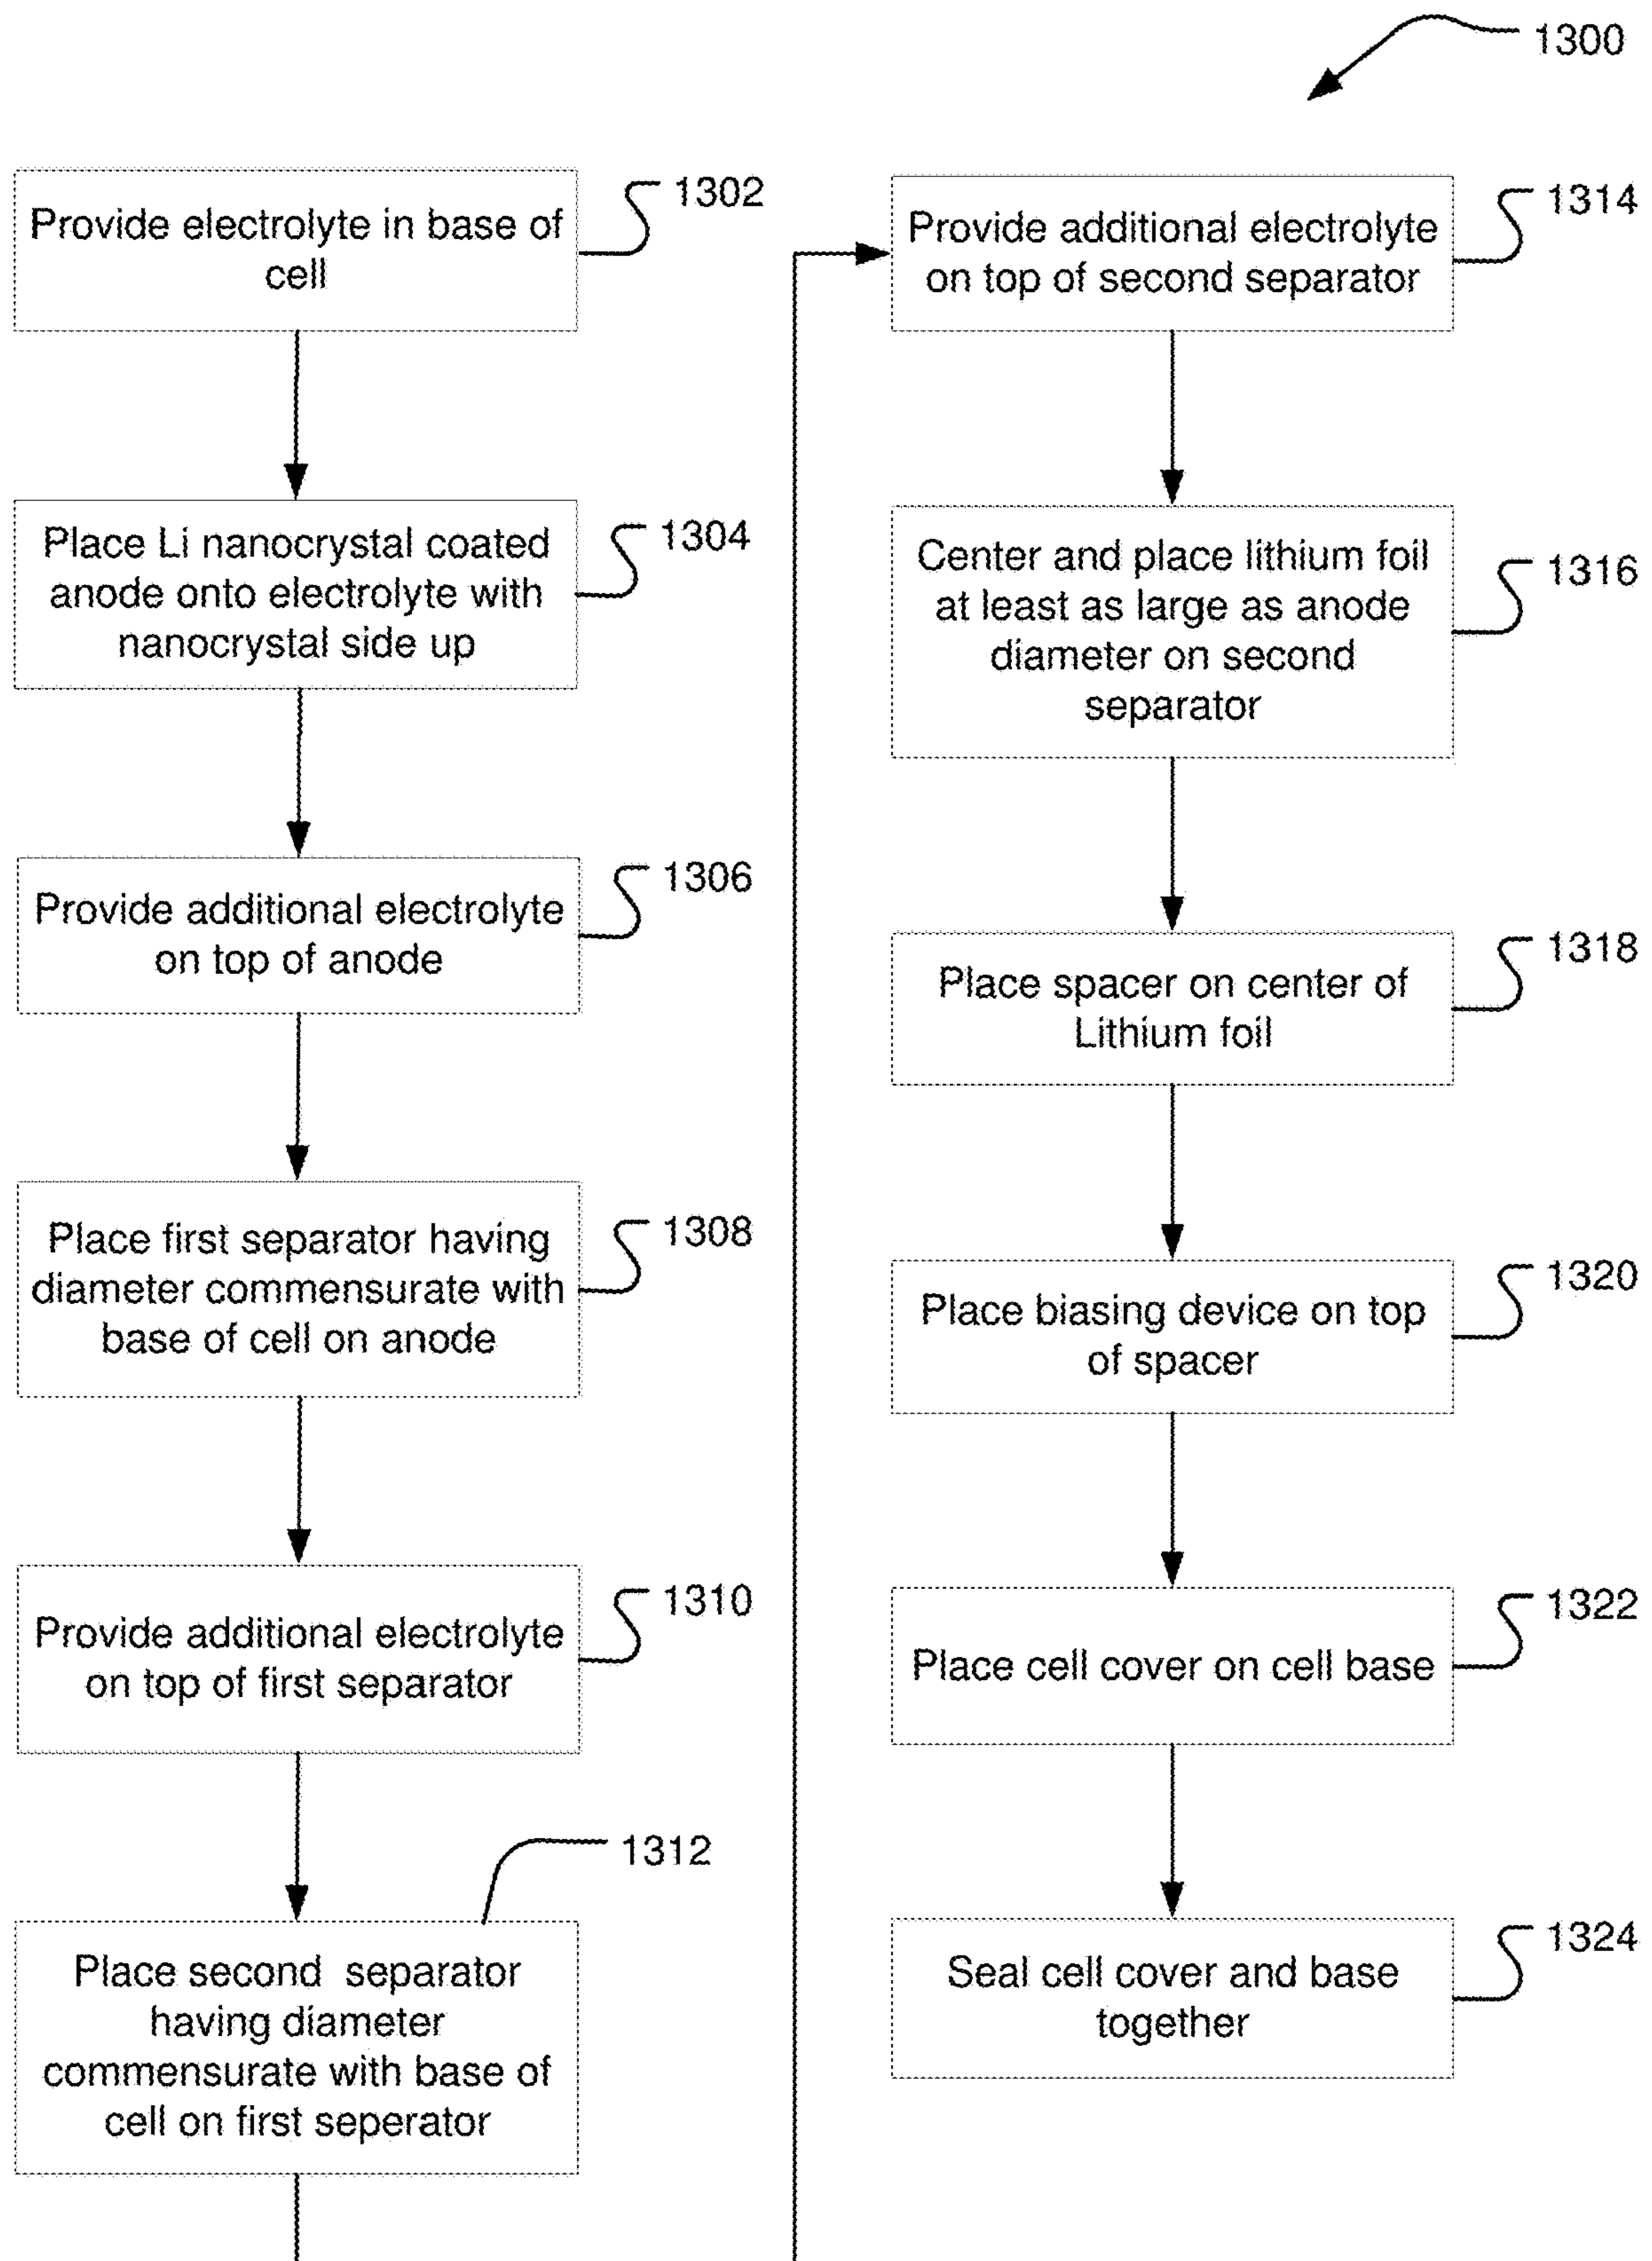 1300
Provide electrolyte in base of
cell
1302
Place Li nanocrystal coated
anode onto electrolyte with
nanocrystal side up
1304
Provide additional electrolyte
on top of anode
1306
Place first separator having
diameter commensurate with
base of cell on anode
1308
Provide additional electrolyte
on top of first separator
1310
Place second separator
having diameter
commensurate with base of
cell on first seperator
1312
Provide additional electrolyte
on top of second separator
1314
Center and place lithium foil
at least as large as anode
diameter on second
separator
1316
Place spacer on center of
Lithium foil
1318
Place biasing device on top
of spacer
1320
Place cell cover on cell base
1322
Seal cell cover and base
together
1324